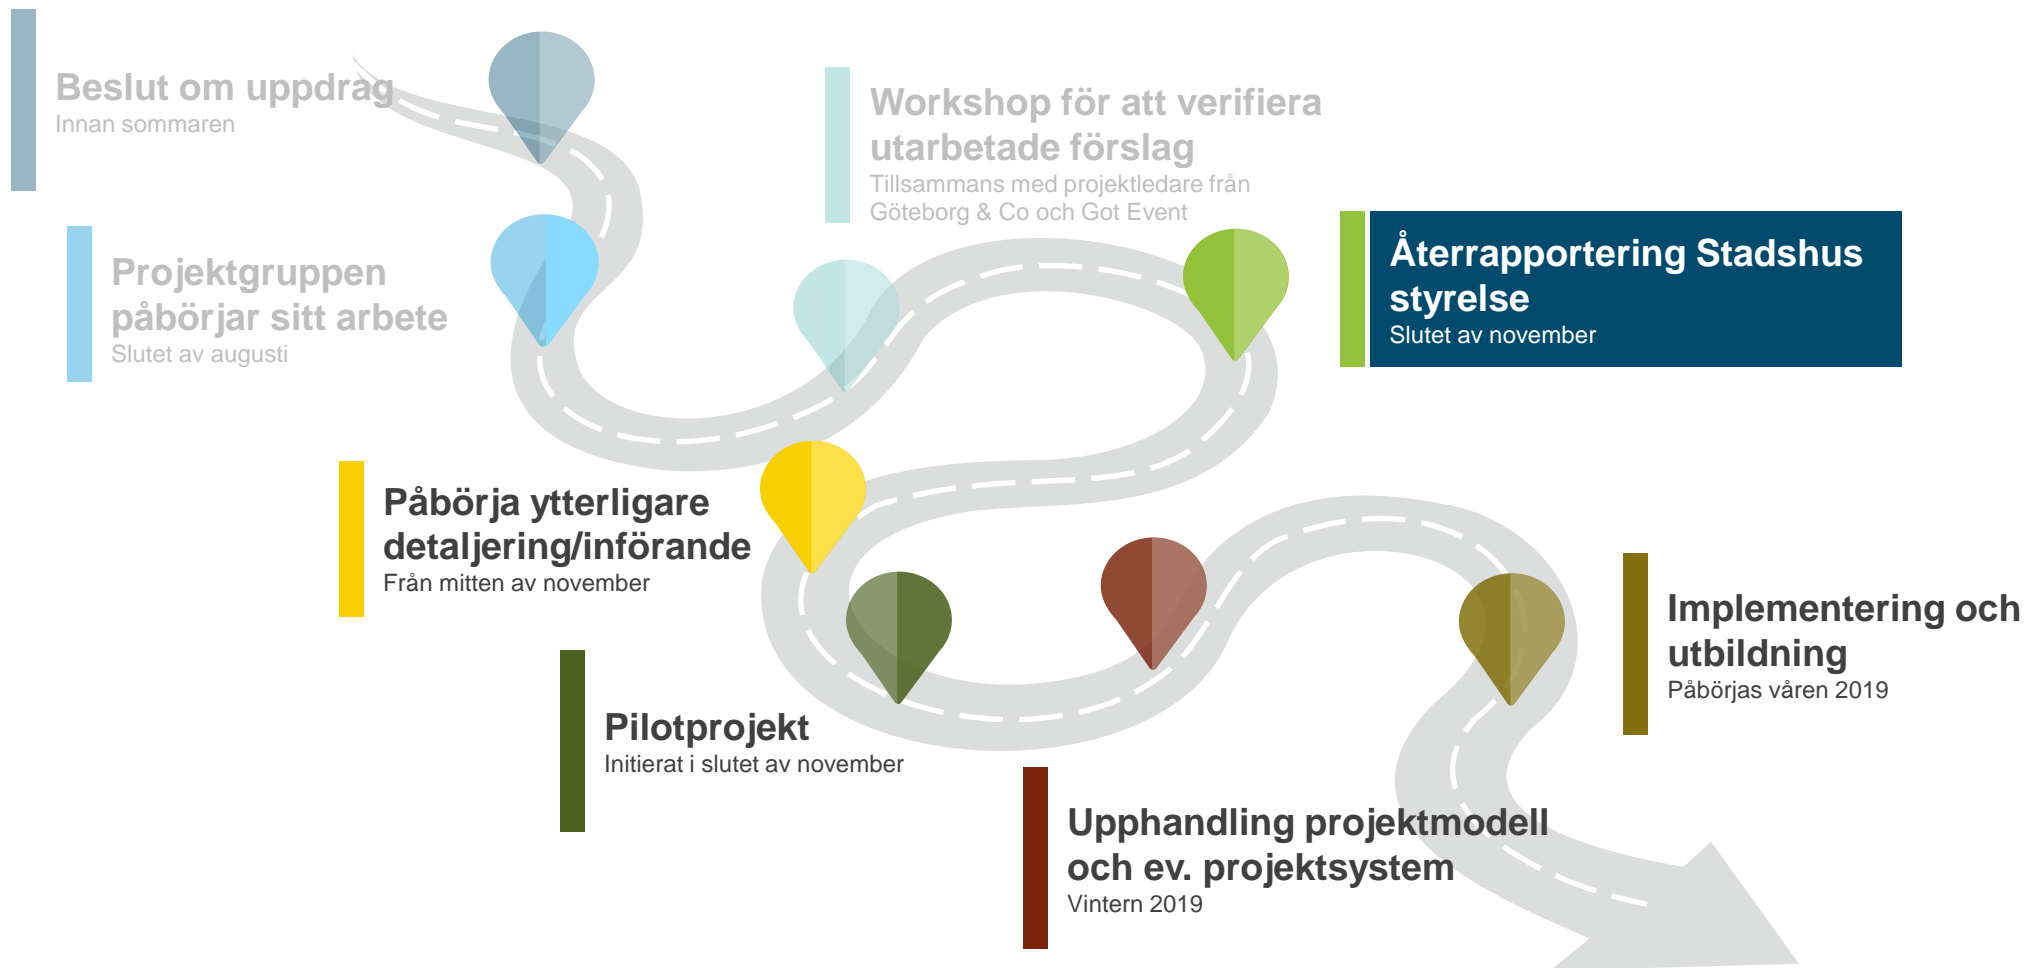 Beslut om uppdrag
Innan sommaren
Projektgruppen
påbörjar sitt arbete
Slutet av augusti
Workshop för att verifiera
utarbetade förslag
Tillsammans med projektledare från
Göteborg & Co och Got Event
Återrapportering Stadshus
styrelse
Slutet av november
Påbörja ytterligare
detaljering/införande
Från mitten av november
Pilotprojekt
Initierat i slutet av november
Upphandling projektmodell
och ev. projektsystem
Vintern 2019
Implementering och
utbildning
Påbörjas våren 2019